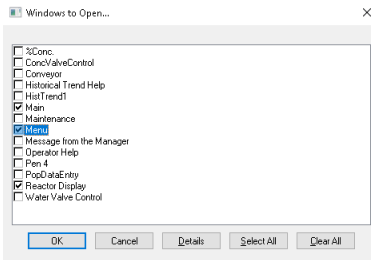 Windows to Open...
%Conc.
ConcValveControl
Conveyor
Historical Trend Help
HistTrend1
Main
Maintenance
Menu
Message from the Manager
Operator Help
Pen 4
PopDataEntry
Reactor Display
Water Valve Control
OK Cancel Details Select All Clear All